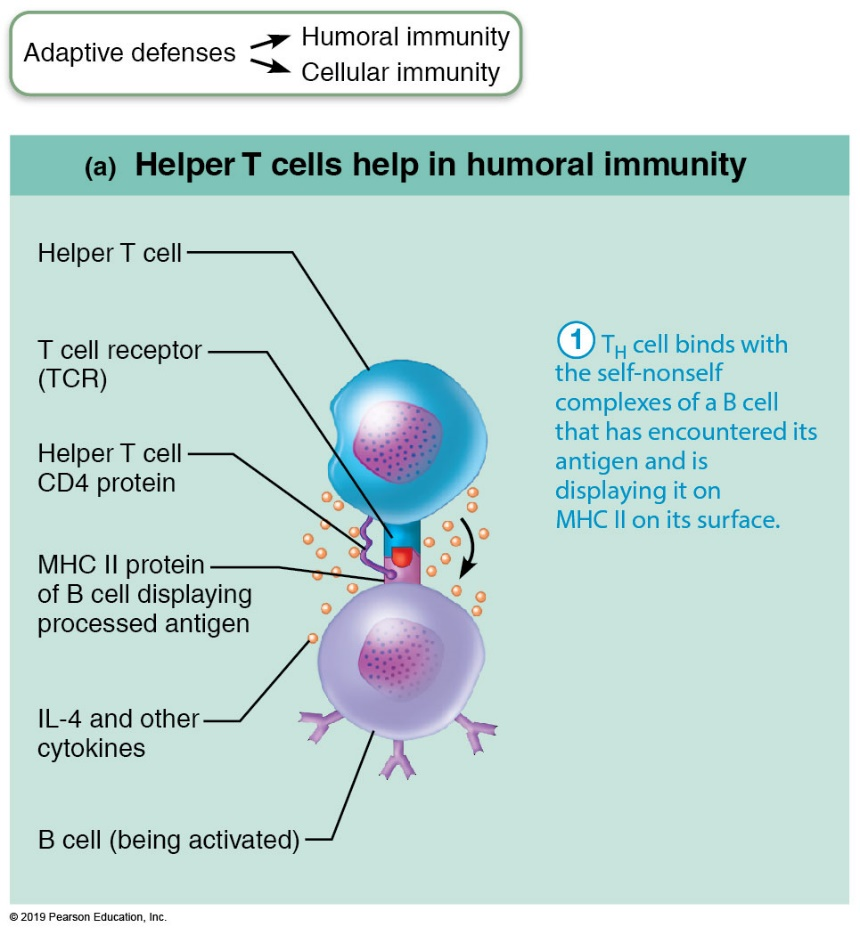 Adaptive defenses
Humoral immunity
Cellular immunity
(a) Helper T cells help in humoral immunity
Helper T cell
T cell receptor
(TCR)
Helper T cell
CD4 protein
MHC II protein
of B cell displaying
processed antigen
IL-4 and other
cytokines
B cell (being activated)
1 TH cell binds with
the self-nonself
complexes of a B cell
that has encountered its
antigen and is
displaying it on
MHC II on its surface.
© 2019 Pearson Education, Inc.